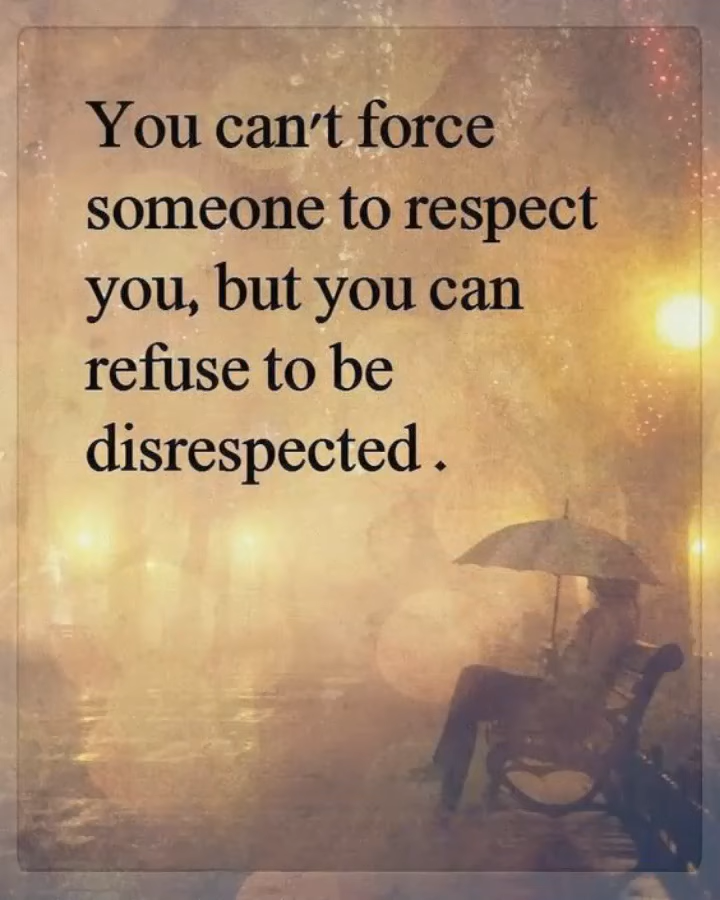 You can't force
someone to respect
you, but you can
refuse to be
disrespected .